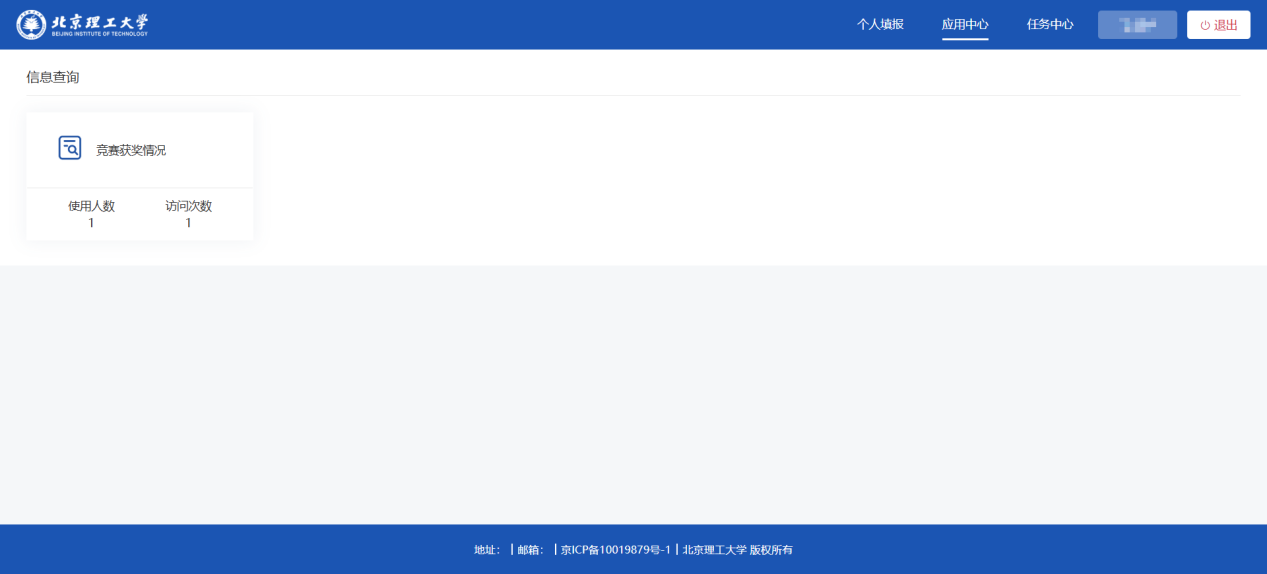 北京理工大学
BEIJING INSTITUTE OF TECHNOLOGY
个人填报 应用中心 任务中心 退出
信息查询
竞赛获奖情况
使用人数 访问次数
1 1
地址： | 邮箱： | 京ICP备10019879号-1 | 北京理工大学 版权所有